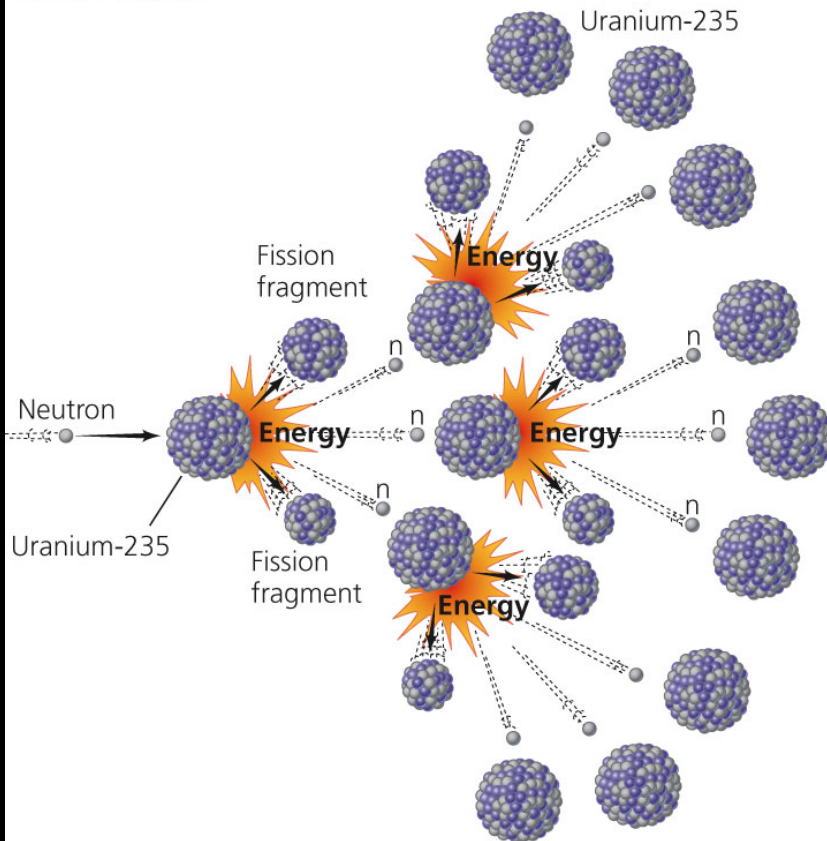 Uranium-235
Energy
Fission
fragment
n
n
Neutron
Energy
Energy
n
n
n
Uranium-235
Fission
fragment
Energy